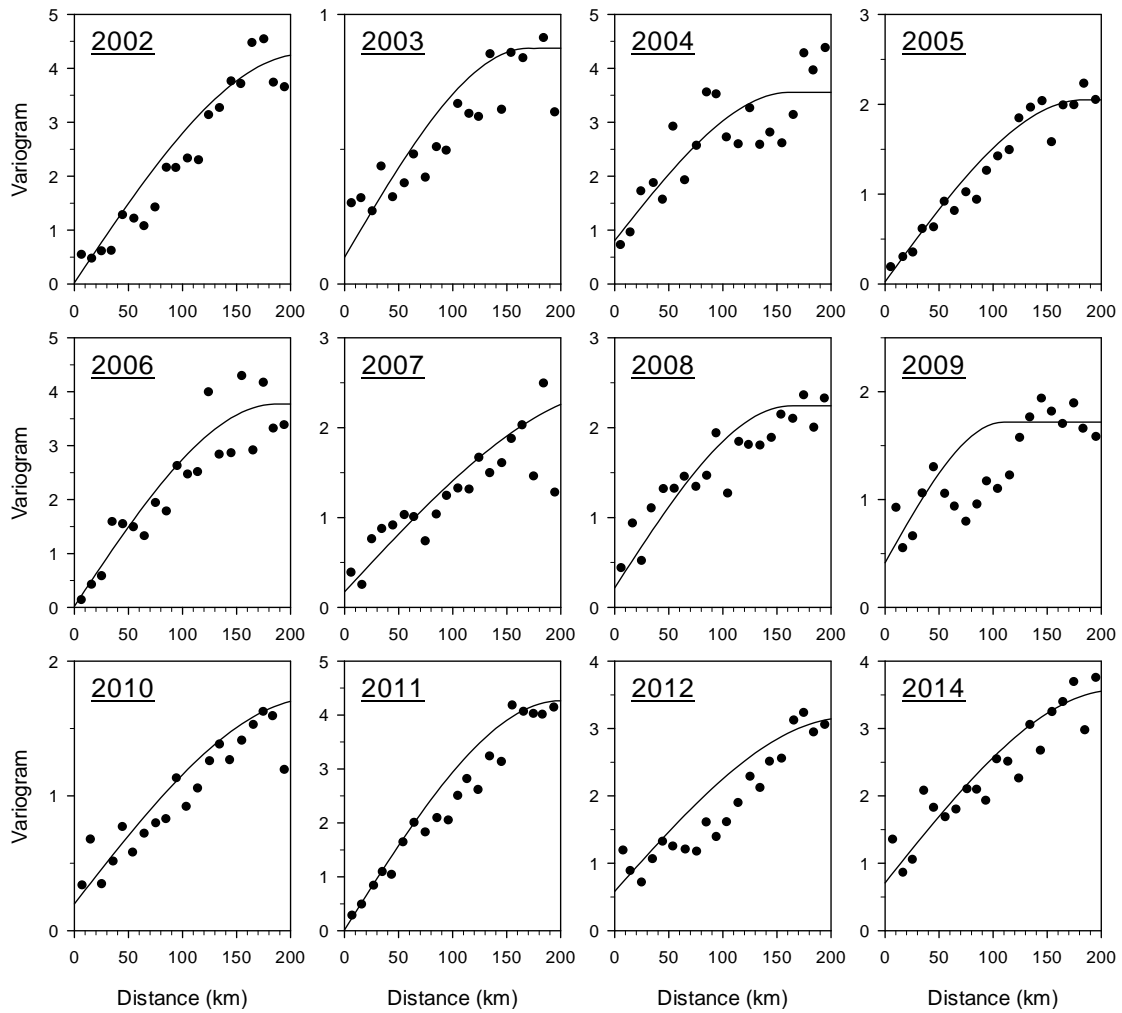 2002 2003 2004 2005
Variogram
5 4 3 2 1 0
1 0
5 4 3 2 1 0
3 2 1 0
0 50 100 150 200 0 50 100 150 200 0 50 100 150 200 0 50 100 150 200
2006 2007 2008 2009
Variogram
5 4 3 2 1 0
3 2 1 0
3 2 1 0
2 1 0
0 50 100 150 200 0 50 100 150 200 0 50 100 150 200 0 50 100 150 200
2010 2011 2012 2014
Variogram
2 1 0
5 4 3 2 1 0
4 3 2 1 0
4 3 2 1 0
0 50 100 150 200 0 50 100 150 200 0 50 100 150 200 0 50 100 150 200
Distance (km) Distance (km) Distance (km) Distance (km)